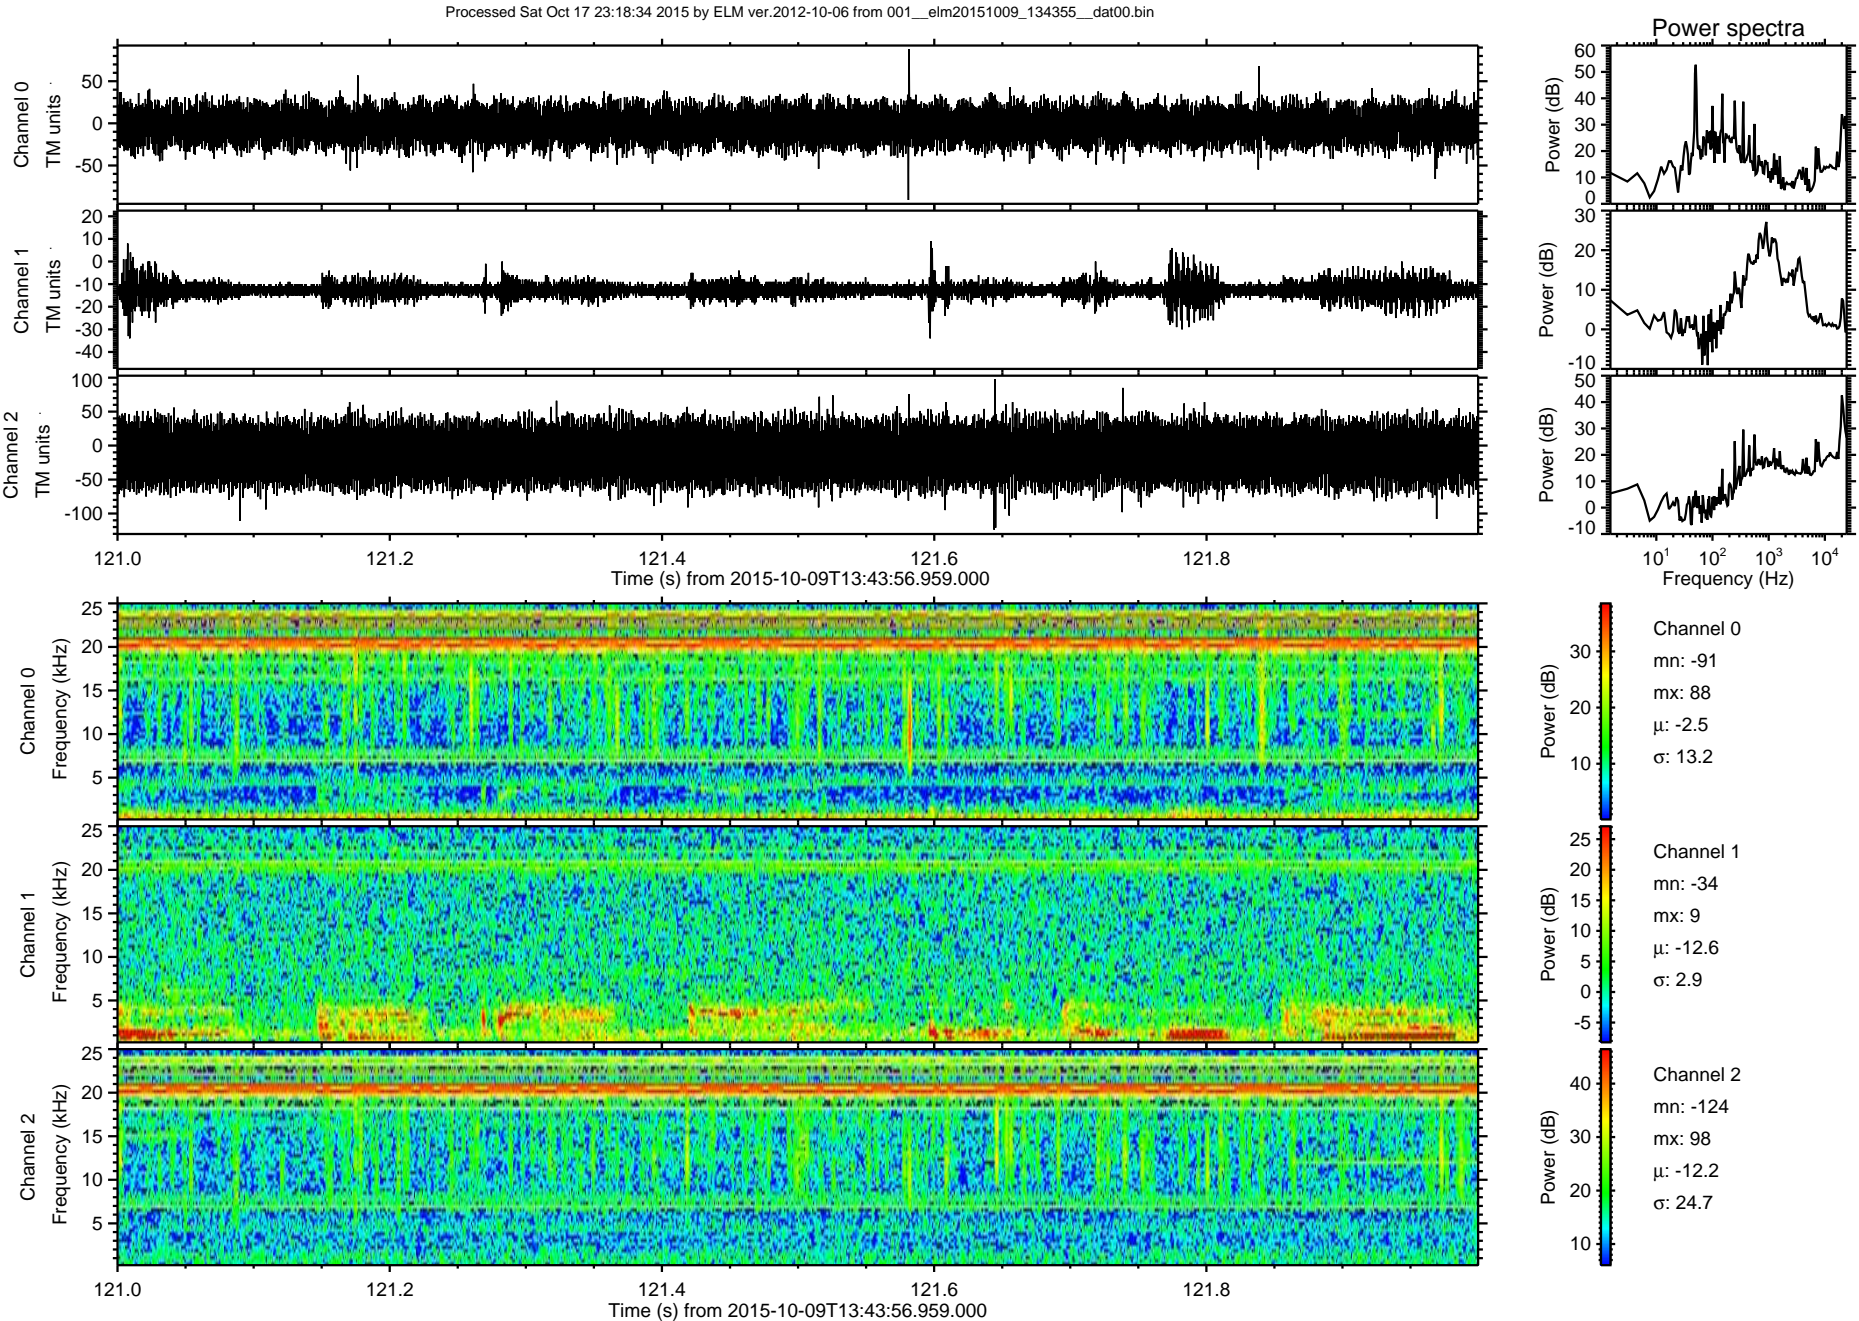 Processed Sat Oct 17 23:18:34 2015 by ELM ver.2012-10-06 from 001__elm20151009_134355__dat00.bin
Power spectra
Channel 0
TM units
50
0
-50
Power (dB)
60
50
40
30
20
10
0
Channel 1
TM units
20
10
0
-10
-20
-30
-40
Power (dB)
30
20
10
0
-10
Channel 2
TM units
100
50
0
-50
-100
Power (dB)
50
40
30
20
10
0
-10
121.0 121.2 121.4 121.6 121.8
Time (s) from 2015-10-09T13:43:56.959.000
10¹ 10² 10³ 10⁴
Frequency (Hz)
Channel 0
Frequency (kHz)
25
20
15
10
5
Power (dB)
30
20
10
Channel 0
mn: -91
mx: 88
μ: -2.5
σ: 13.2
Channel 1
Frequency (kHz)
25
20
15
10
5
Power (dB)
25
20
15
10
5
0
-5
Channel 1
mn: -34
mx: 9
μ: -12.6
σ: 2.9
Channel 2
Frequency (kHz)
25
20
15
10
5
Power (dB)
40
30
20
10
Channel 2
mn: -124
mx: 98
μ: -12.2
σ: 24.7
121.0 121.2 121.4 121.6 121.8
Time (s) from 2015-10-09T13:43:56.959.000